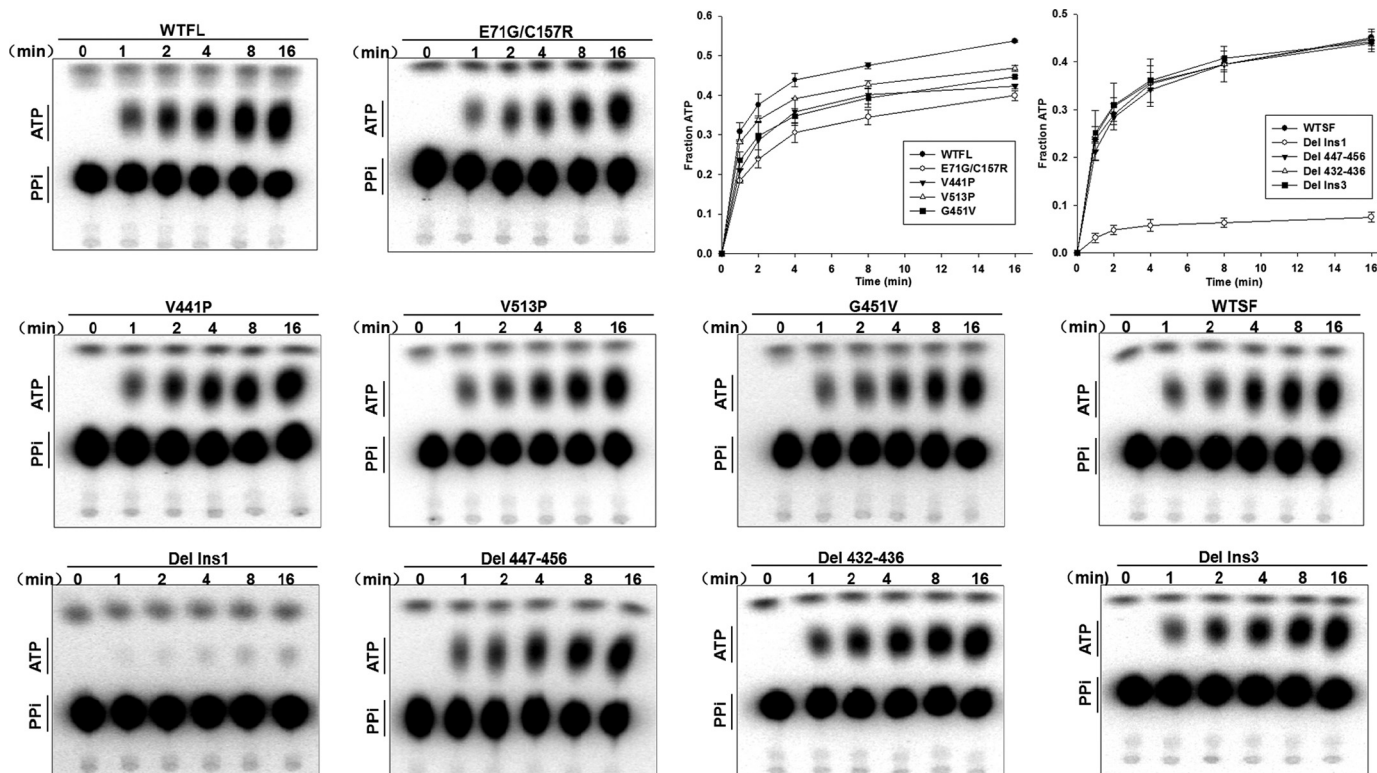 WTFL
(min) 0 1 2 4 8 16
ATP
PPi
E71G/C157R
(min) 0 1 2 4 8 16
ATP
PPi
0.6
0.5
0.4
0.3
0.2
0.1
0.0
Fraction ATP
0 2 4 6 8 10 12 14 16
Time (min)
WTFL
E71G/C157R
V441P
V513P
G451V
0.5
0.4
0.3
0.2
0.1
0.0
Fraction ATP
0 2 4 6 8 10 12 14 16
Time (min)
WTSF
Del Ins1
Del 447-456
Del 432-436
Del Ins3
V441P
(min) 0 1 2 4 8 16
ATP
PPi
V513P
(min) 0 1 2 4 8 16
ATP
PPi
G451V
(min) 0 1 2 4 8 16
ATP
PPi
WTSF
(min) 0 1 2 4 8 16
ATP
PPi
Del Ins1
(min) 0 1 2 4 8 16
ATP
PPi
Del 447-456
(min) 0 1 2 4 8 16
ATP
PPi
Del 432-436
(min) 0 1 2 4 8 16
ATP
PPi
Del Ins3
(min) 0 1 2 4 8 16
ATP
PPi